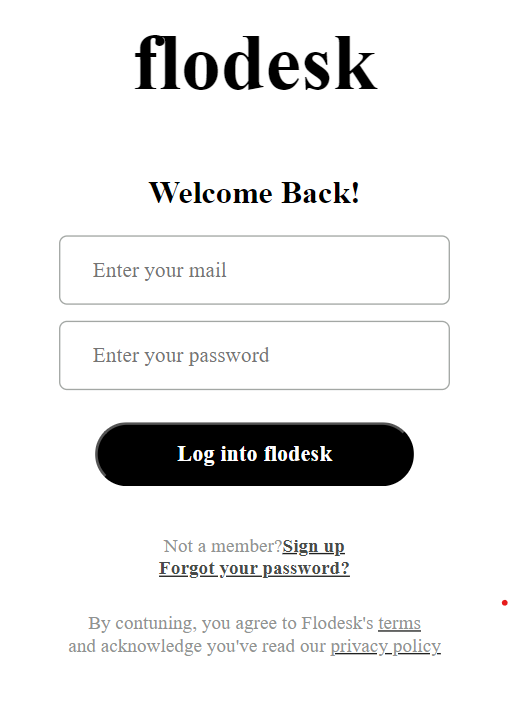 flodesk
Welcome Back!
Enter your mail
Enter your password
Log into flodesk
Not a member?Sign up
Forgot your password?
By contuning, you agree to Flodesk's terms
and acknowledge you've read our privacy policy